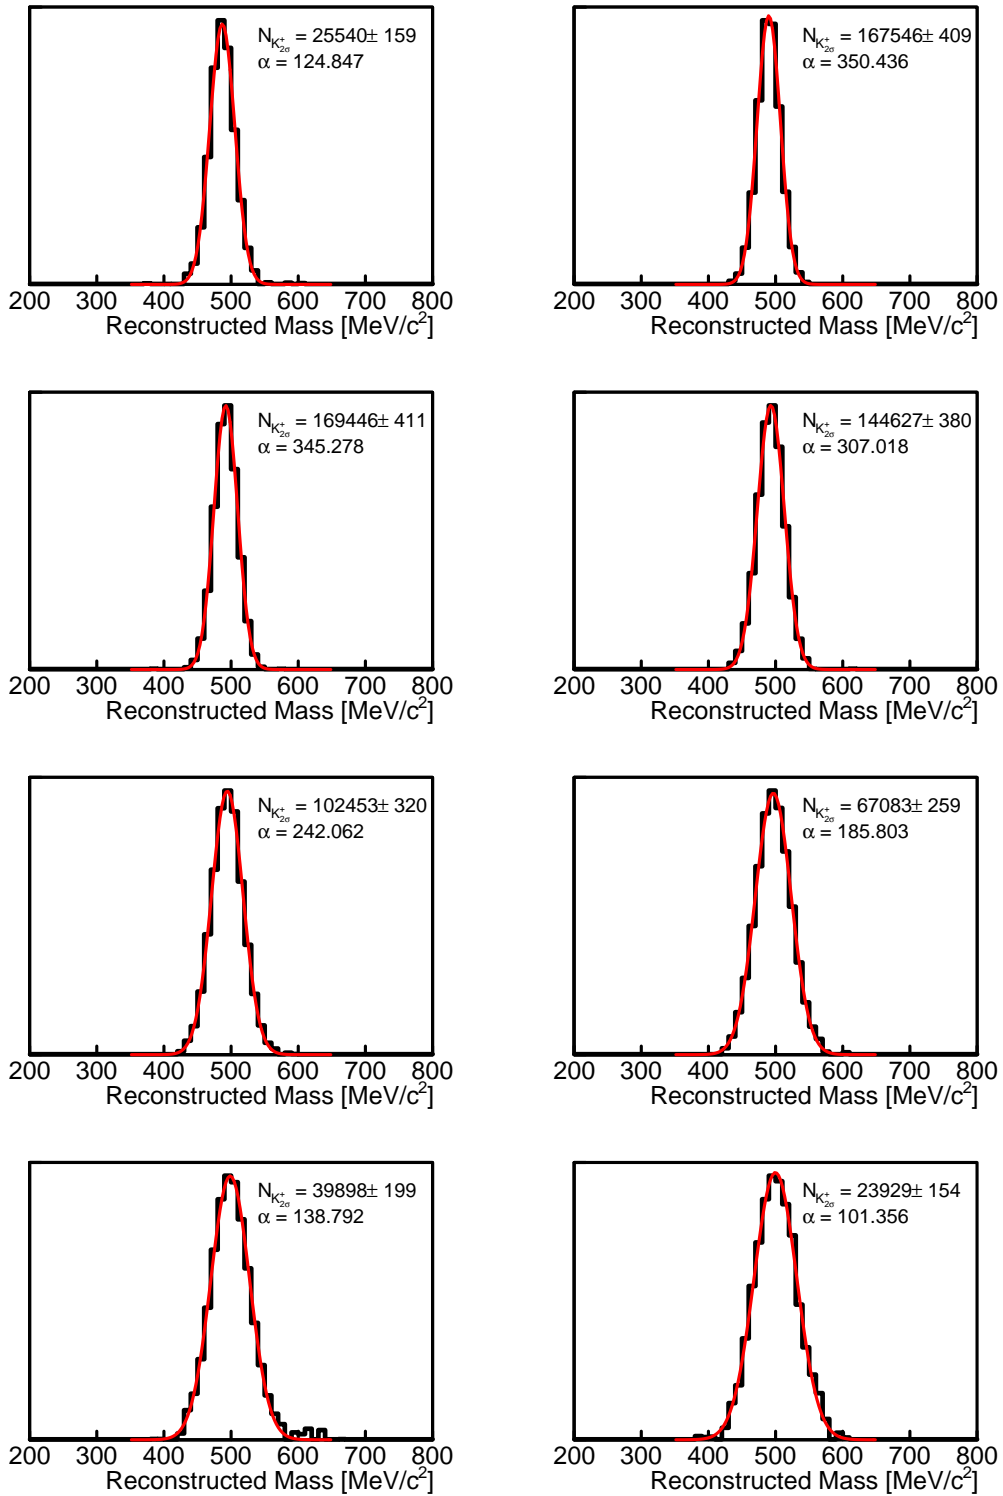 N_{K^+_{2σ}} = 25540± 159
α = 124.847
200 300 400 500 600 700 800
Reconstructed Mass [MeV/c²]
N_{K^+_{2σ}} = 167546± 409
α = 350.436
200 300 400 500 600 700 800
Reconstructed Mass [MeV/c²]
N_{K^+_{2σ}} = 169446± 411
α = 345.278
200 300 400 500 600 700 800
Reconstructed Mass [MeV/c²]
N_{K^+_{2σ}} = 144627± 380
α = 307.018
200 300 400 500 600 700 800
Reconstructed Mass [MeV/c²]
N_{K^+_{2σ}} = 102453± 320
α = 242.062
200 300 400 500 600 700 800
Reconstructed Mass [MeV/c²]
N_{K^+_{2σ}} = 67083± 259
α = 185.803
200 300 400 500 600 700 800
Reconstructed Mass [MeV/c²]
N_{K^+_{2σ}} = 39898± 199
α = 138.792
200 300 400 500 600 700 800
Reconstructed Mass [MeV/c²]
N_{K^+_{2σ}} = 23929± 154
α = 101.356
200 300 400 500 600 700 800
Reconstructed Mass [MeV/c²]